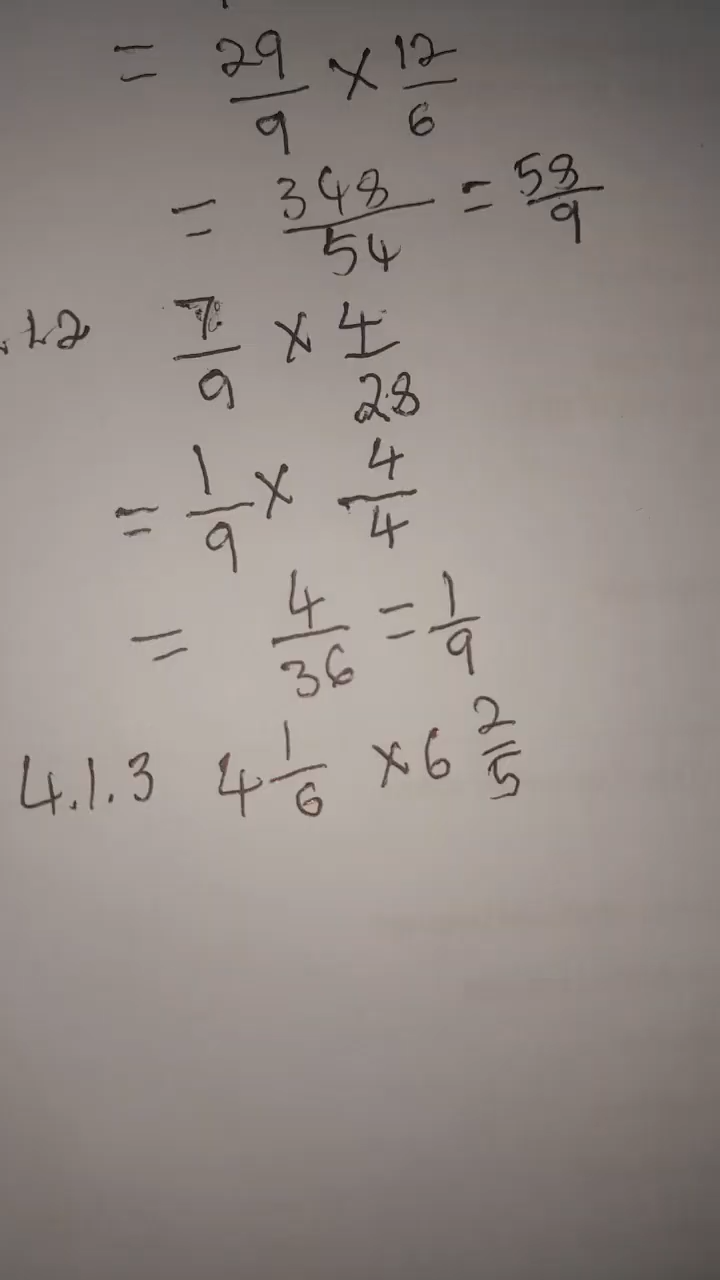 = 29/9 × 12/6
= 348/54 = 58/9
.12 7/9 × 4/28
= 1/9 × 4/4
= 4/36 = 1/9
4.1.3 4 1/6 × 6 2/5